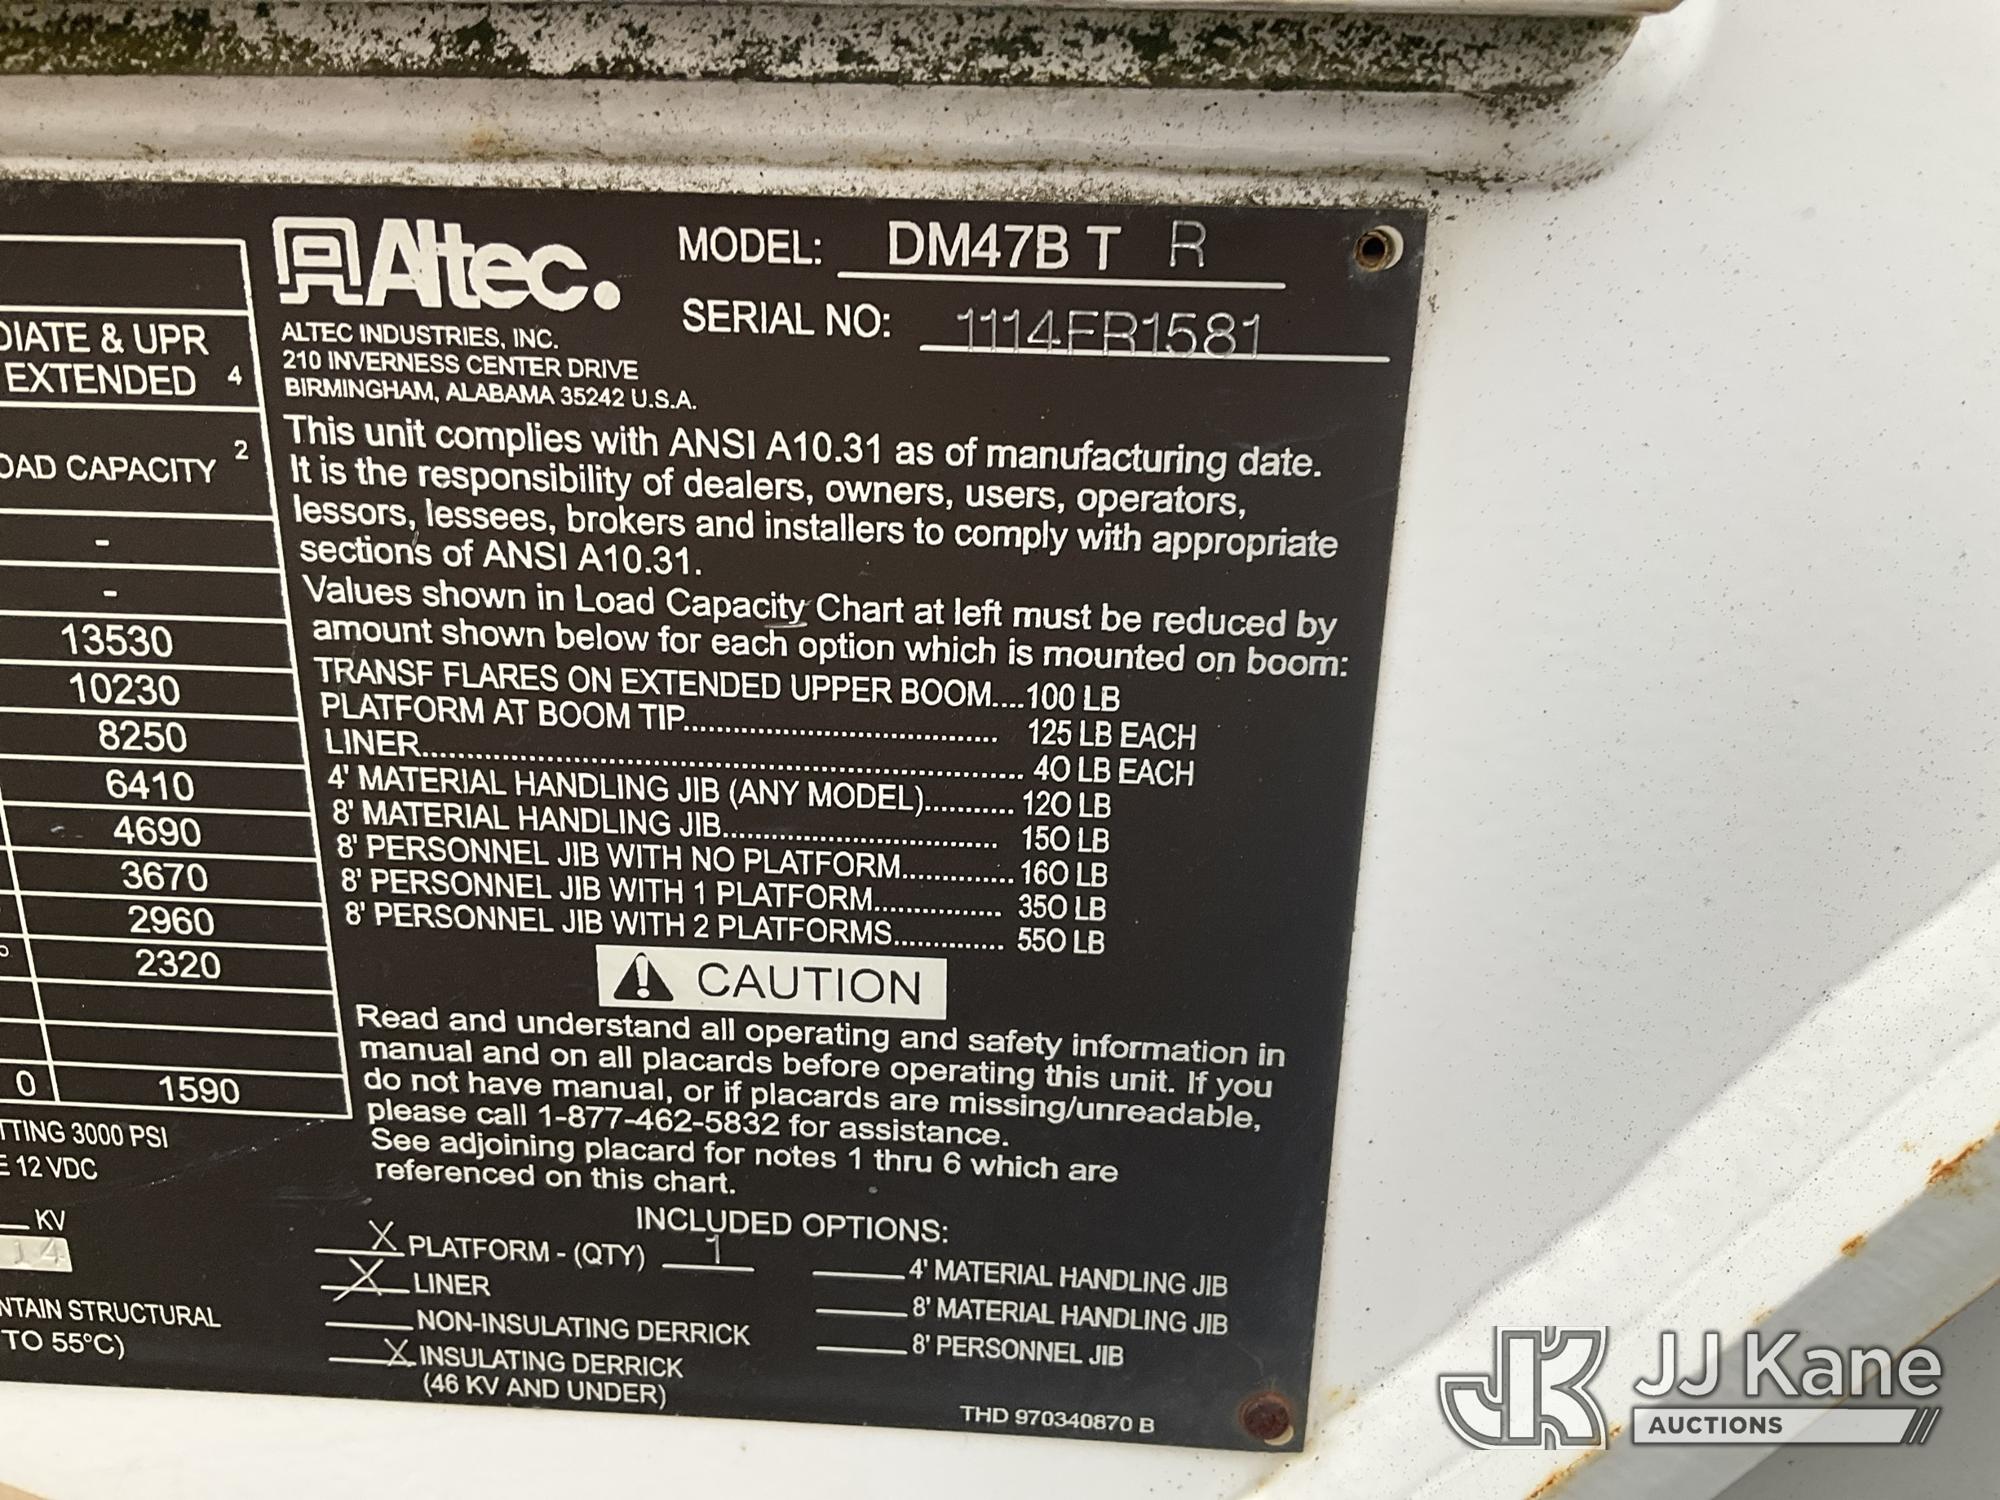 DIATE & UPR
EXTENDED 4
OAD CAPACITY 2
-
-
13530
10230
8250
6410
4690
3670
2960
2320
0 1590
TTING 3000 PSI
E 12 VDC
KV
14
NTAIN STRUCTURAL
TO 55°C)
Altec.
MODEL: DM47B T R
SERIAL NO: 1114FR1581
ALTEC INDUSTRIES, INC.
210 INVERNESS CENTER DRIVE
BIRMINGHAM, ALABAMA 35242 U.S.A.
This unit complies with ANSI A10.31 as of manufacturing date.
It is the responsibility of dealers, owners, users, operators,
lessors, lessees, brokers and installers to comply with appropriate
sections of ANSI A10.31.
Values shown in Load Capacity Chart at left must be reduced by
amount shown below for each option which is mounted on boom:
TRANSF FLARES ON EXTENDED UPPER BOOM....100 LB
PLATFORM AT BOOM TIP.................................... 125 LB EACH
LINER..................................................................... 40 LB EACH
4' MATERIAL HANDLING JIB (ANY MODEL)........... 120 LB
8' MATERIAL HANDLING JIB................................ 150 LB
8' PERSONNEL JIB WITH NO PLATFORM.............. 160 LB
8' PERSONNEL JIB WITH 1 PLATFORM................ 350 LB
8' PERSONNEL JIB WITH 2 PLATFORMS.............. 550 LB
CAUTION
Read and understand all operating and safety information in
manual and on all placards before operating this unit. If you
do not have manual, or if placards are missing/unreadable,
please call 1-877-462-5832 for assistance.
See adjoining placard for notes 1 thru 6 which are
referenced on this chart.
INCLUDED OPTIONS:
X PLATFORM - (QTY) 1
X LINER
NON-INSULATING DERRICK
X INSULATING DERRICK
(46 KV AND UNDER)
4' MATERIAL HANDLING JIB
8' MATERIAL HANDLING JIB
8' PERSONNEL JIB
THD 970340870 B
JK JJ Kane
AUCTIONS